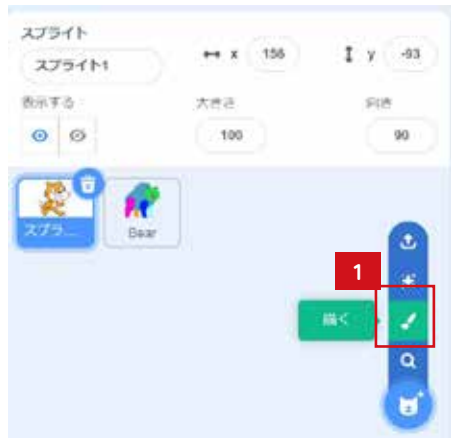 スプライト
スプライト1
x 156
y -93
表示する
大きさ
向き
100
90
スプラ...
Bear
1
描く